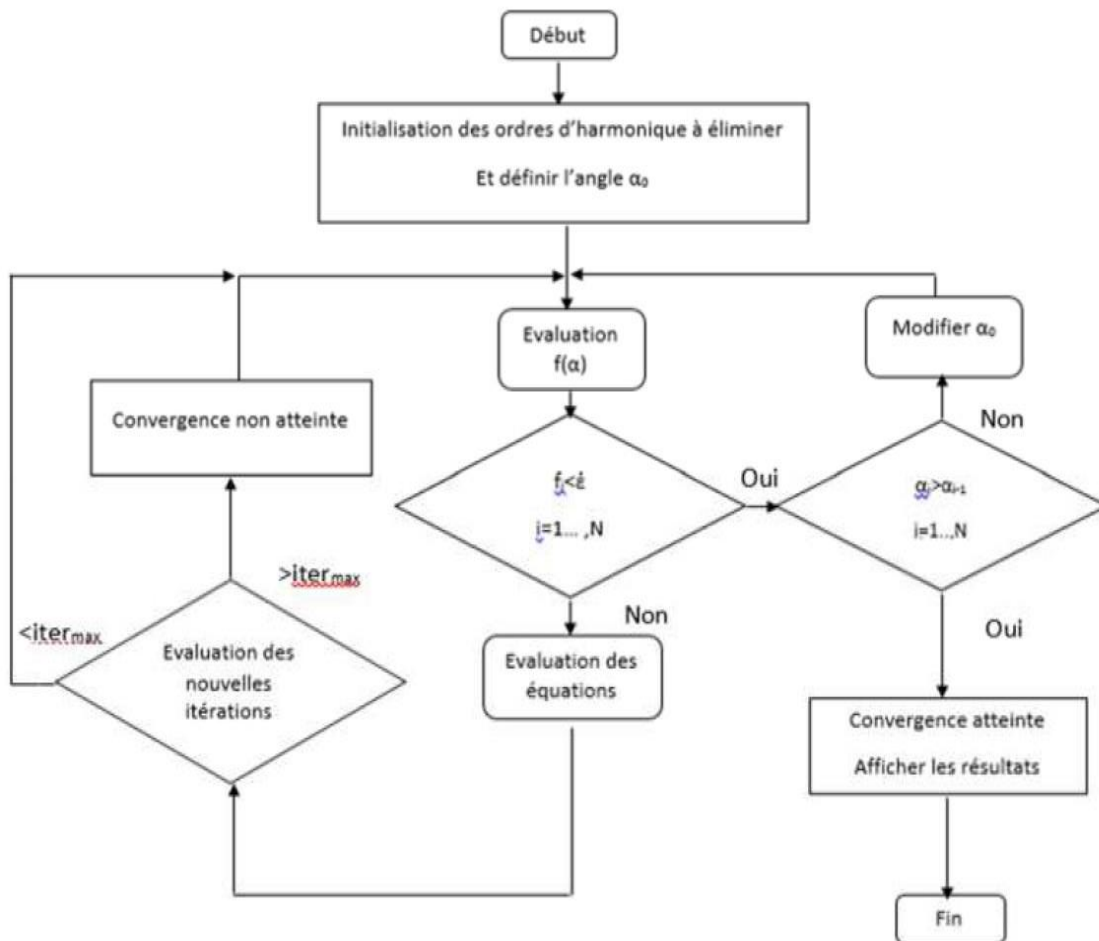 Début
Initialisation des ordres d'harmonique à éliminer
Et définir l'angle α₀
Evaluation
f(α)
Modifier α₀
Convergence non atteinte
Non
Oui
fᵢ<έ
i=1... ,N
αᵢ>αᵢ₋₁
i=1..,N
>iterₘₐₓ
<iterₘₐₓ
Non
Oui
Evaluation des
nouvelles
itérations
Evaluation des
équations
Convergence atteinte
Afficher les résultats
Fin